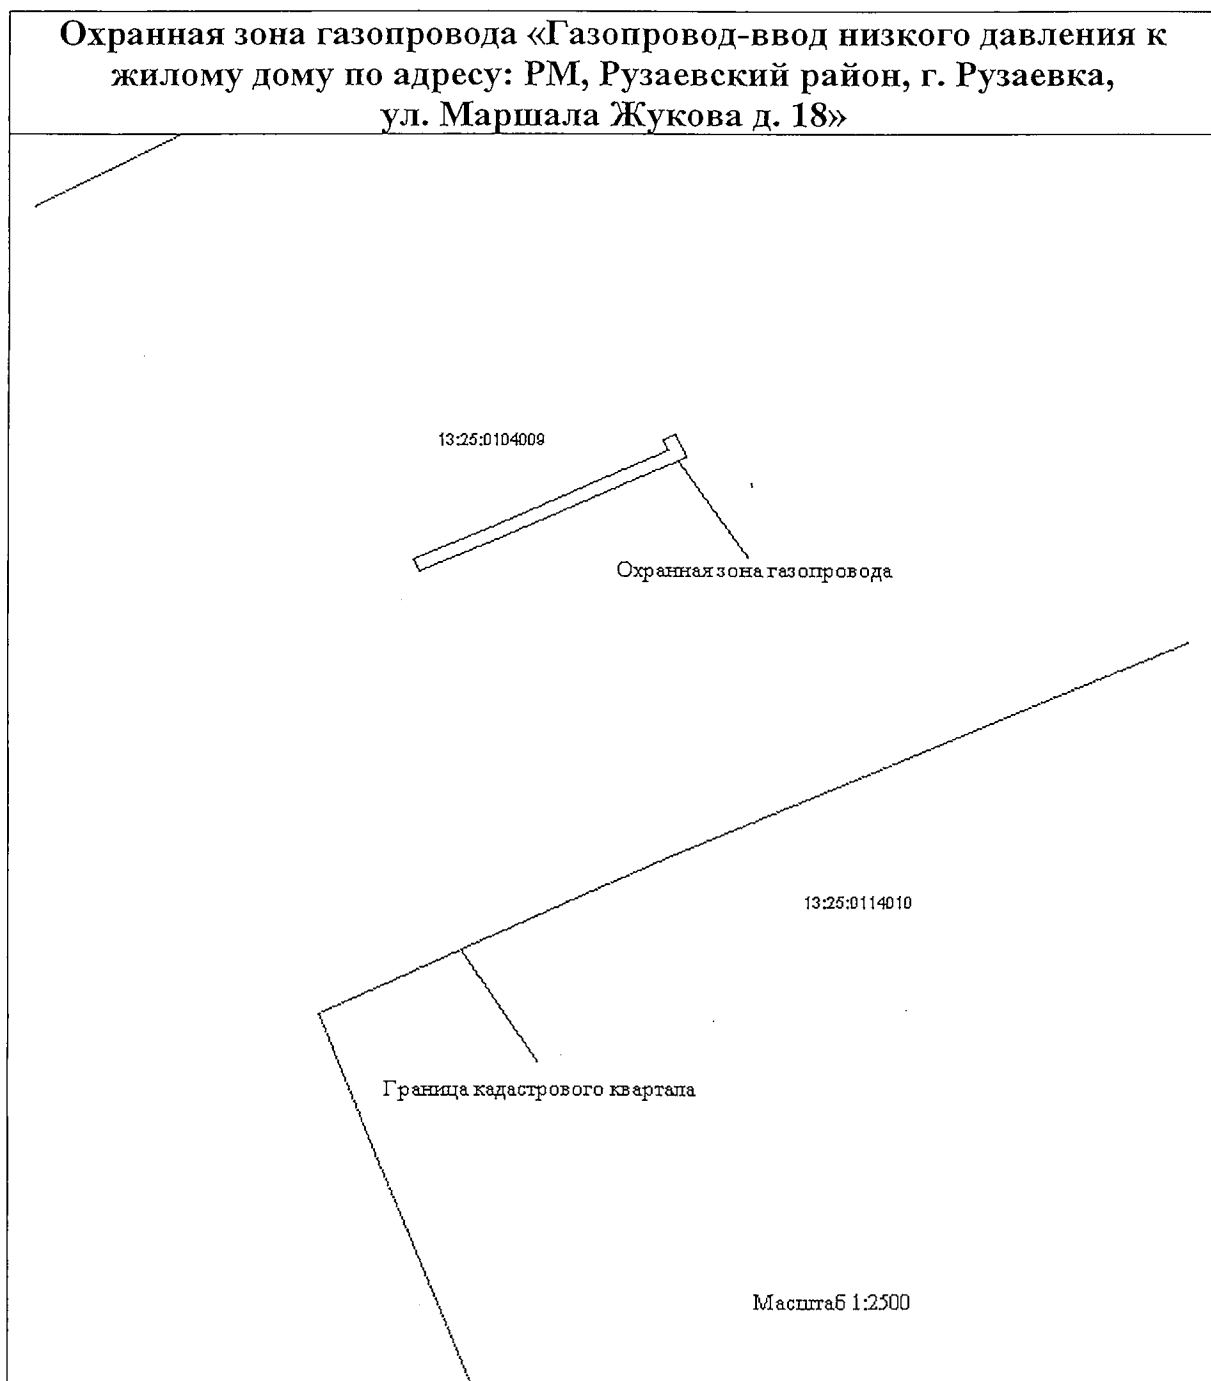 Охранная зона газопровода «Газопровод-ввод низкого давления к
жилому дому по адресу: РМ, Рузаевский район, г. Рузаевка,
ул. Маршала Жукова д. 18»
13:25:0104009
Охранная зона газопровода
13:25:0114010
Граница кадастрового квартала
Масштаб 1:2500